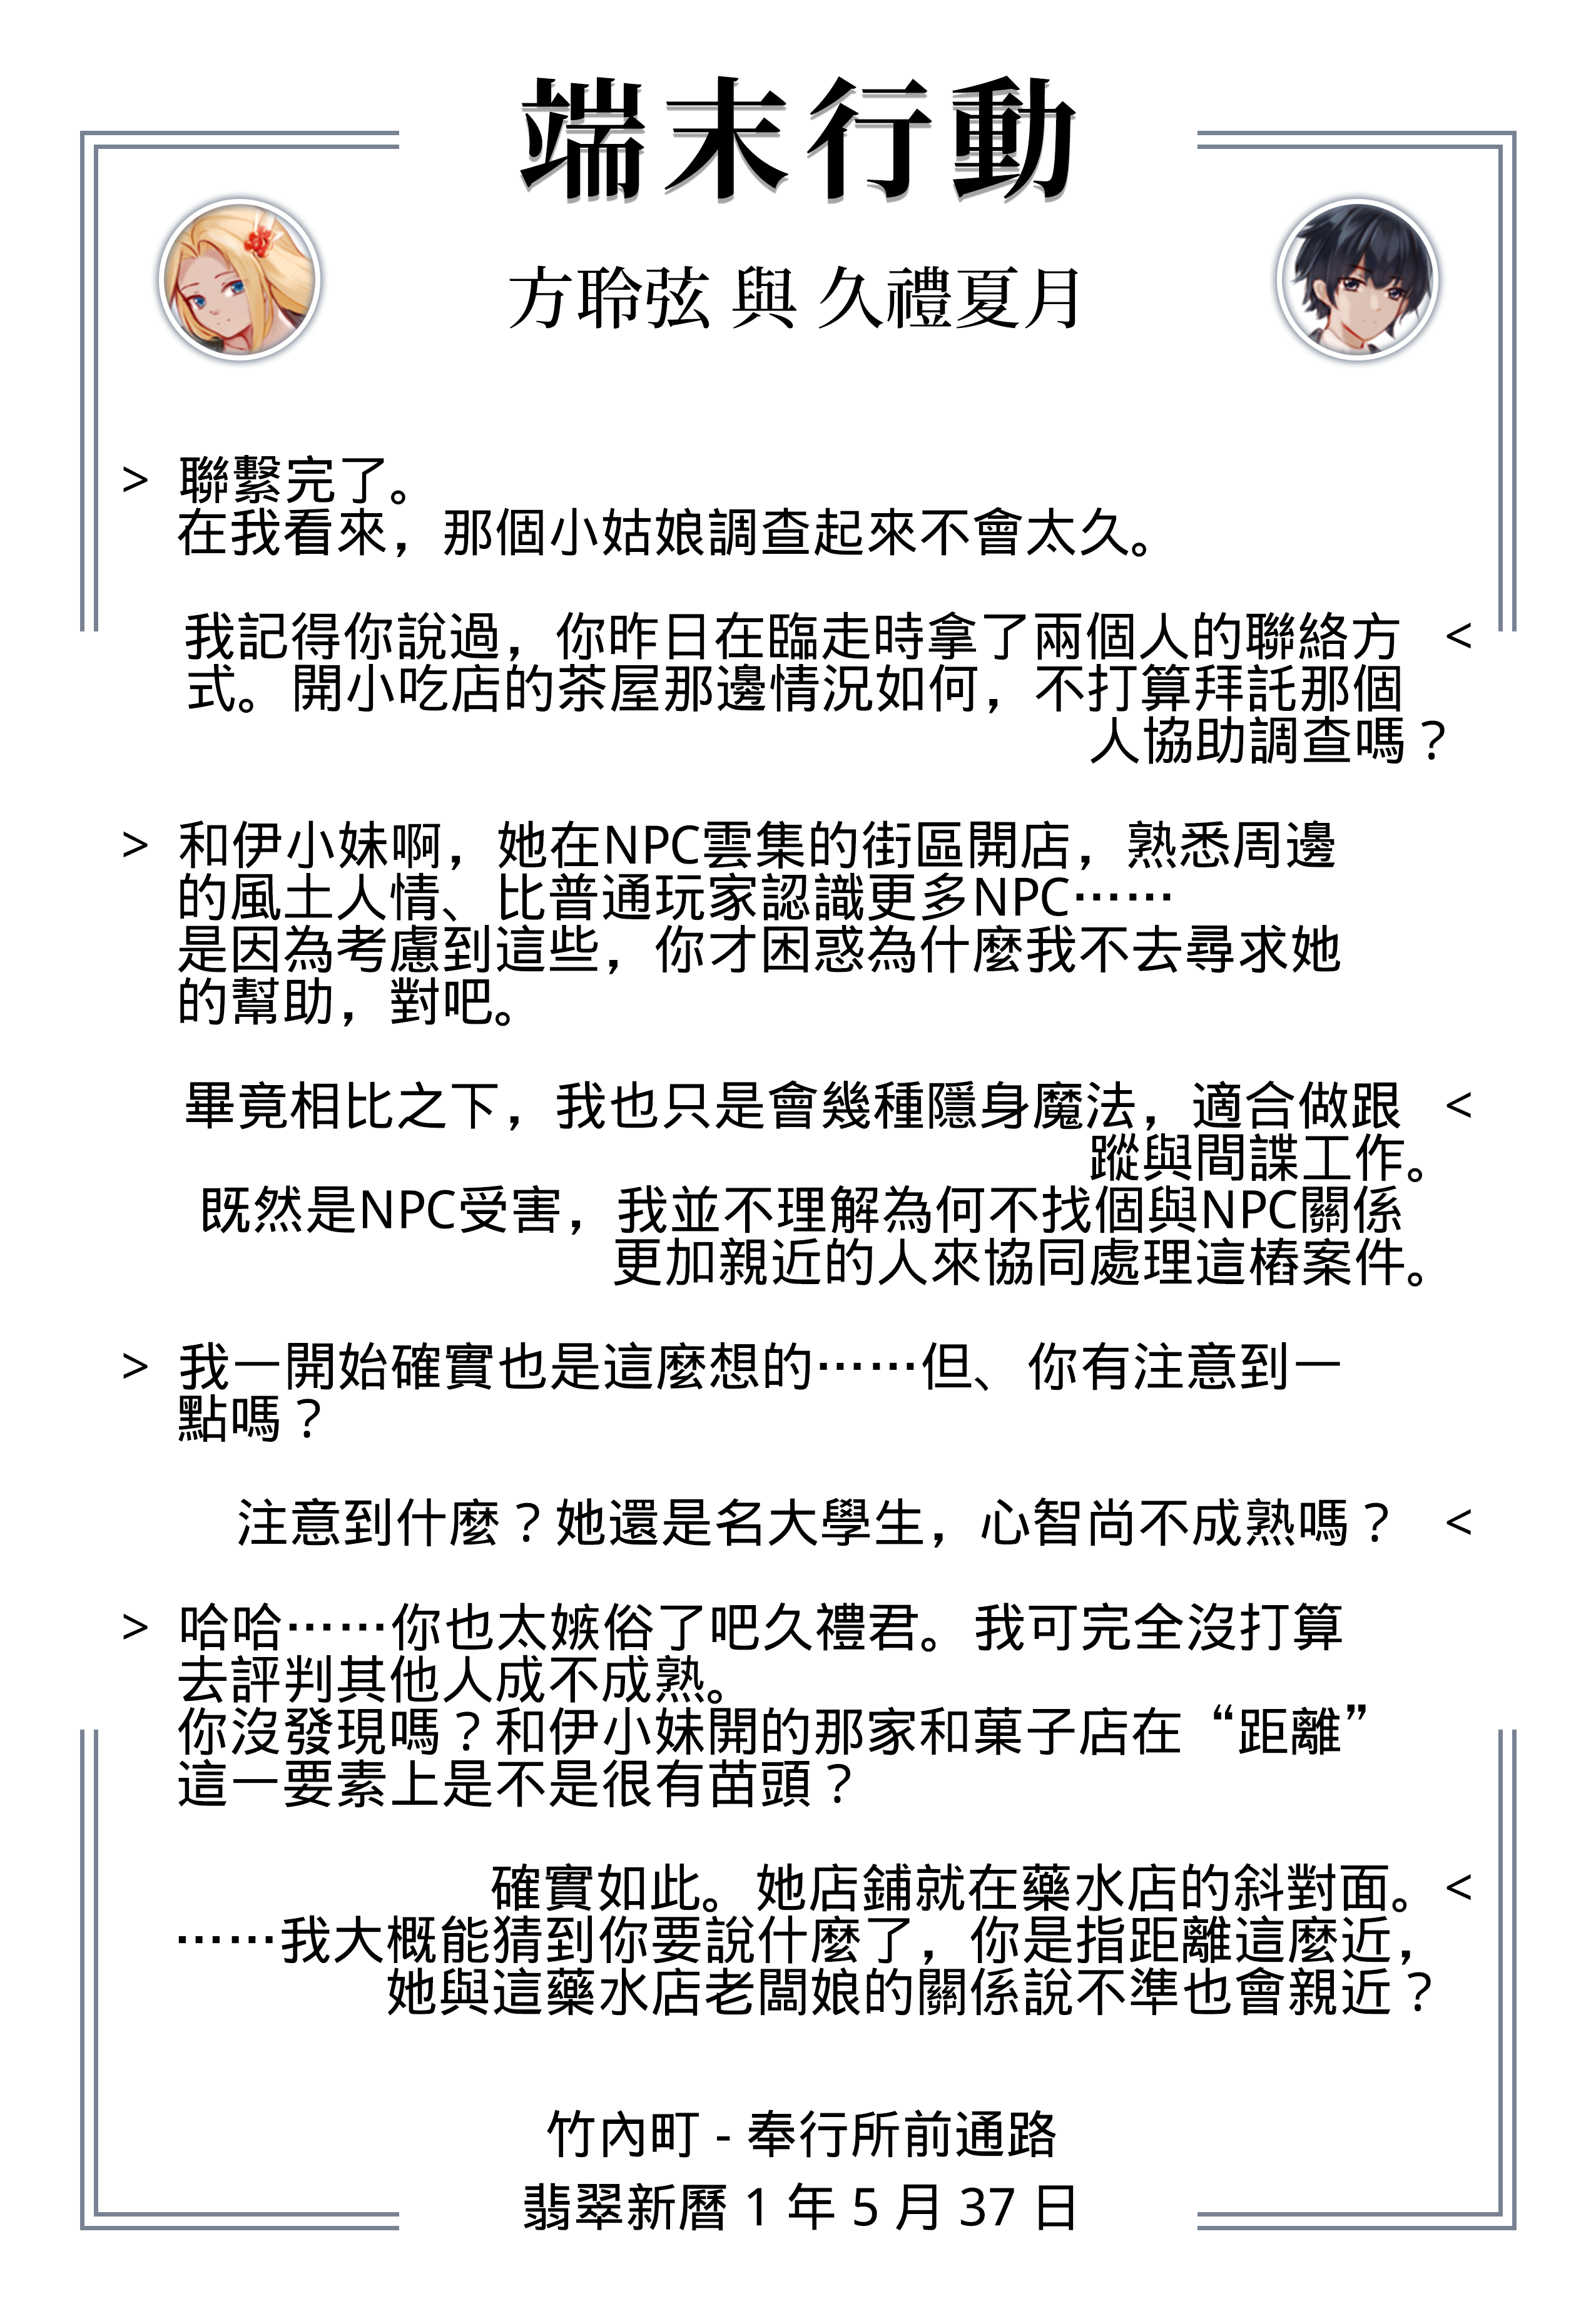 端末行動
方聆弦 與 久禮夏月
> 聯繫完了。
在我看來，那個小姑娘調查起來不會太久。
我記得你說過，你昨日在臨走時拿了兩個人的聯絡方 <
式。開小吃店的茶屋那邊情況如何，不打算拜託那個
人協助調查嗎？
> 和伊小妹啊，她在NPC雲集的街區開店，熟悉周邊
的風土人情、比普通玩家認識更多NPC⋯⋯
是因為考慮到這些，你才困惑為什麼我不去尋求她
的幫助，對吧。
畢竟相比之下，我也只是會幾種隱身魔法，適合做跟 <
蹤與間諜工作。
既然是NPC受害，我並不理解為何不找個與NPC關係
更加親近的人來協同處理這樁案件。
> 我一開始確實也是這麼想的⋯⋯但、你有注意到一
點嗎？
注意到什麼？她還是名大學生，心智尚不成熟嗎？ <
> 哈哈⋯⋯你也太嫉俗了吧久禮君。我可完全沒打算
去評判其他人成不成熟。
你沒發現嗎？和伊小妹開的那家和菓子店在“距離”
這一要素上是不是很有苗頭？
確實如此。她店鋪就在藥水店的斜對面。 <
⋯⋯我大概能猜到你要說什麼了，你是指距離這麼近，
她與這藥水店老闆娘的關係說不準也會親近？
竹內町 - 奉行所前通路
翡翠新曆 1 年 5 月 37 日